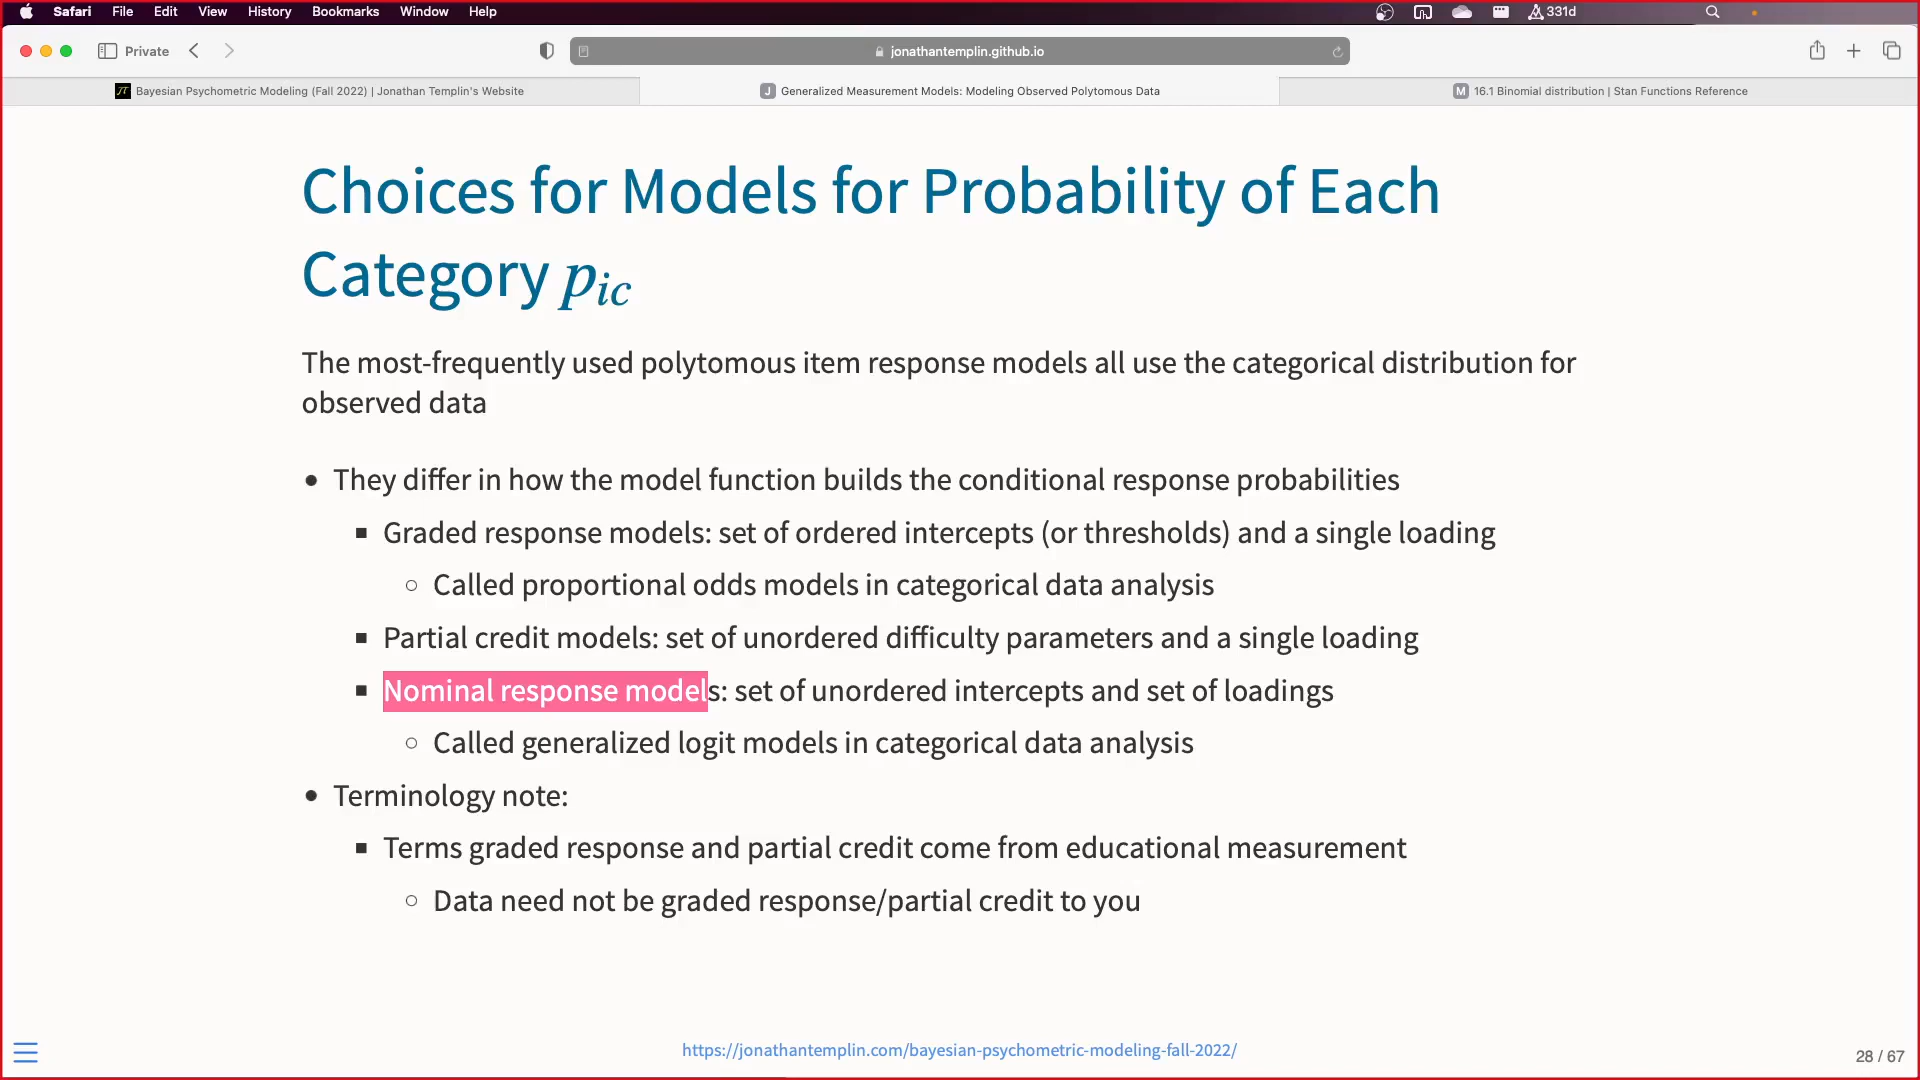 Safari File Edit View History Bookmarks Window Help 331d
Private jonathantemplin.github.io
Bayesian Psychometric Modeling (Fall 2022) | Jonathan Templin's Website J Generalized Measurement Models: Modeling Observed Polytomous Data M 16.1 Binomial distribution | Stan Functions Reference
Choices for Models for Probability of Each
Category pic
The most-frequently used polytomous item response models all use the categorical distribution for
observed data
• They differ in how the model function builds the conditional response probabilities
▪ Graded response models: set of ordered intercepts (or thresholds) and a single loading
○ Called proportional odds models in categorical data analysis
▪ Partial credit models: set of unordered difficulty parameters and a single loading
▪ Nominal response models: set of unordered intercepts and set of loadings
○ Called generalized logit models in categorical data analysis
• Terminology note:
▪ Terms graded response and partial credit come from educational measurement
○ Data need not be graded response/partial credit to you
https://jonathantemplin.com/bayesian-psychometric-modeling-fall-2022/
28 / 67